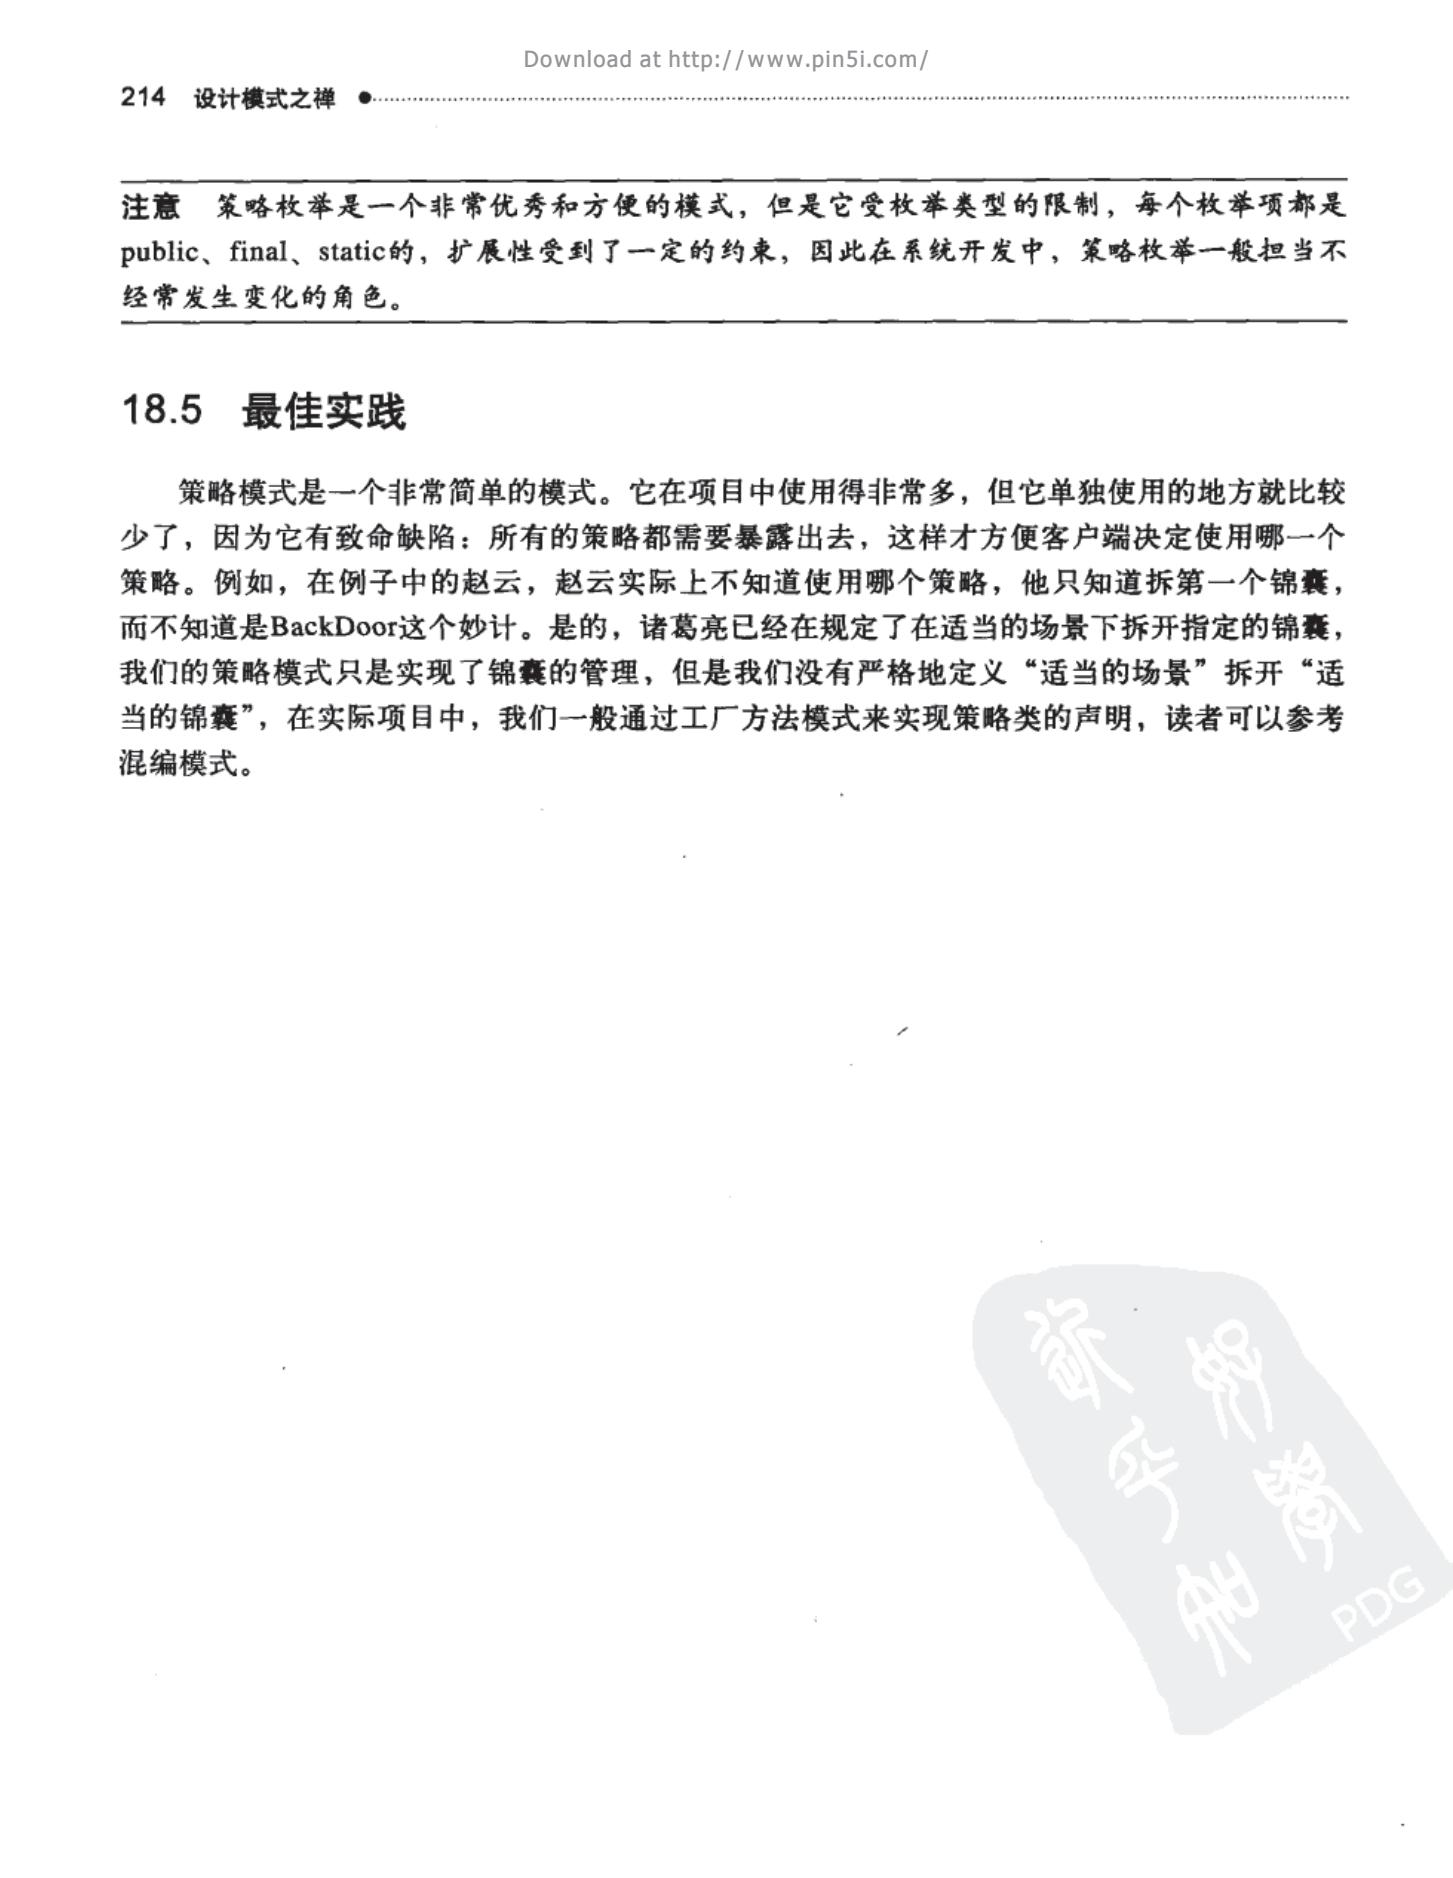 Download at http://www.pin5i.com/
214 设计模式之禅
注意 策略枚举是一个非常优秀和方便的模式，但是它受枚举类型的限制，每个枚举项都是
public、final、static的，扩展性受到了一定的约束，因此在系统开发中，策略枚举一般担当不
经常发生变化的角色。
18.5 最佳实践
策略模式是一个非常简单的模式。它在项目中使用得非常多，但它单独使用的地方就比较
少了，因为它有致命缺陷：所有的策略都需要暴露出去，这样才方便客户端决定使用哪一个
策略。例如，在例子中的赵云，赵云实际上不知道使用哪个策略，他只知道拆第一个锦囊，
而不知道是BackDoor这个妙计。是的，诸葛亮已经在规定了在适当的场景下拆开指定的锦囊，
我们的策略模式只是实现了锦囊的管理，但是我们没有严格地定义“适当的场景”拆开“适
当的锦囊”，在实际项目中，我们一般通过工厂方法模式来实现策略类的声明，读者可以参考
混编模式。
PDG